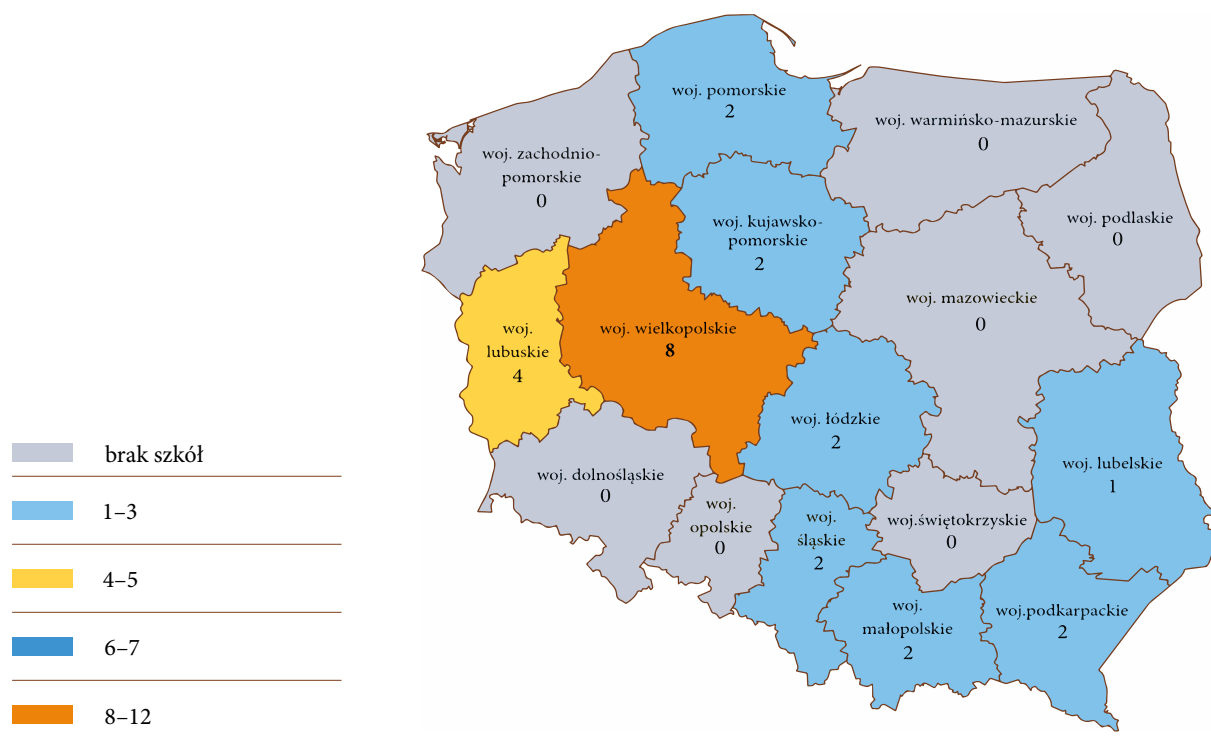 woj. pomorskie
2
woj. warmińsko-mazurskie
0
woj. zachodnio-
pomorskie
0
woj. podlaskie
0
woj. kujawsko-
pomorskie
2
woj. mazowieckie
0
woj. wielkopolskie
8
woj.
lubuskie
4
woj. łódzkie
2
woj. lubelskie
1
woj. dolnośląskie
0
woj.
opolskie
0
woj.
śląskie
2
woj.świętokrzyskie
0
woj.
małopolskie
2
woj.podkarpackie
2
brak szkół
1–3
4–5
6–7
8–12